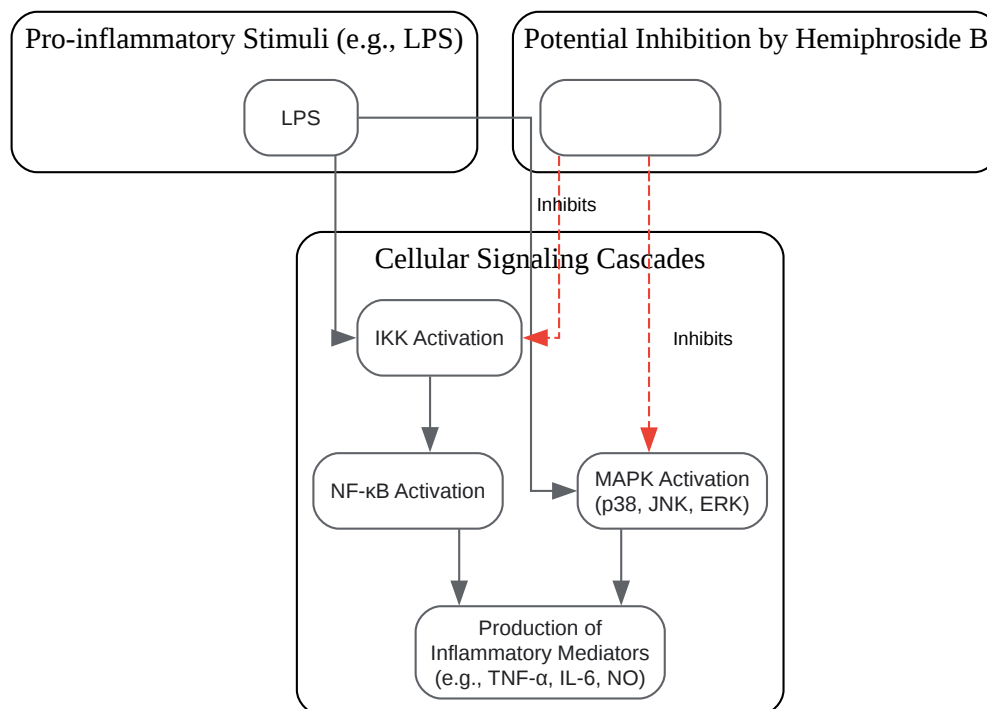 Pro-inflammatory Stimuli (e.g., LPS)
Potential Inhibition by Hemiphroside B
LPS
Inhibits
Cellular Signaling Cascades
IKK Activation
Inhibits
NF-κB Activation
MAPK Activation
(p38, JNK, ERK)
Production of
Inflammatory Mediators
(e.g., TNF-α, IL-6, NO)